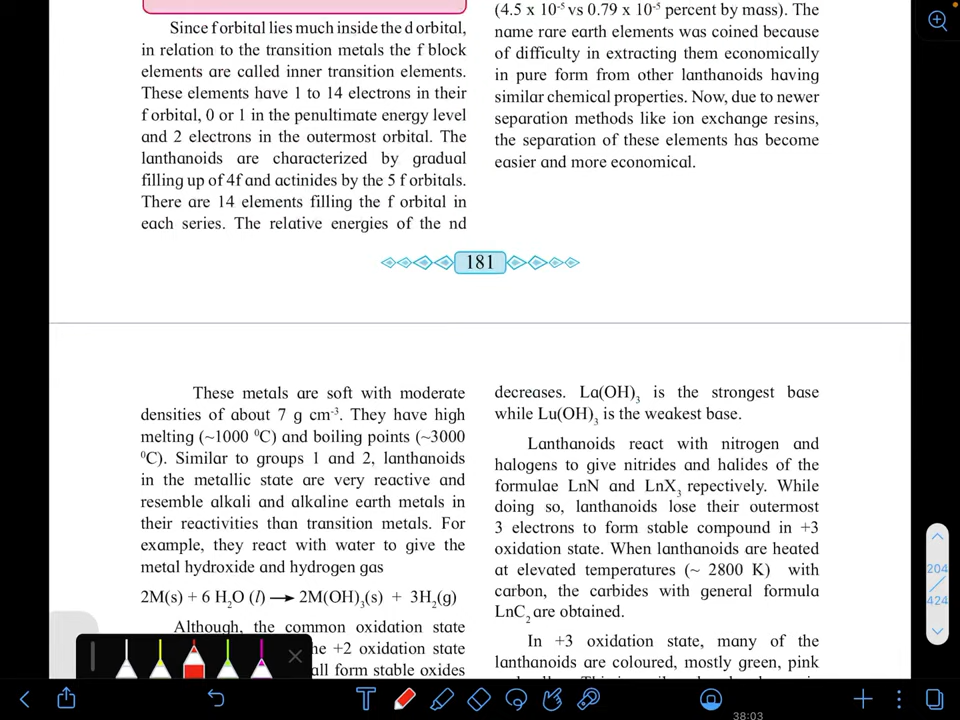 Since f orbital lies much inside the d orbital,
in relation to the transition metals the f block
elements are called inner transition elements.
These elements have 1 to 14 electrons in their
f orbital, 0 or 1 in the penultimate energy level
and 2 electrons in the outermost orbital. The
lanthanoids are characterized by gradual
filling up of 4f and actinides by the 5 f orbitals.
There are 14 elements filling the f orbital in
each series. The relative energies of the nd
(4.5 x 10⁻⁵ vs 0.79 x 10⁻⁵ percent by mass). The
name rare earth elements was coined because
of difficulty in extracting them economically
in pure form from other lanthanoids having
similar chemical properties. Now, due to newer
separation methods like ion exchange resins,
the separation of these elements has become
easier and more economical.
181
These metals are soft with moderate
densities of about 7 g cm⁻³. They have high
melting (~1000 ⁰C) and boiling points (~3000
⁰C). Similar to groups 1 and 2, lanthanoids
in the metallic state are very reactive and
resemble alkali and alkaline earth metals in
their reactivities than transition metals. For
example, they react with water to give the
metal hydroxide and hydrogen gas
2M(s) + 6 H₂O (l) ⟶ 2M(OH)₃(s) + 3H₂(g)
Although, the common oxidation state
he +2 oxidation state
all form stable oxides
decreases. La(OH)₃ is the strongest base
while Lu(OH)₃ is the weakest base.
Lanthanoids react with nitrogen and
halogens to give nitrides and halides of the
formulae LnN and LnX₃ repectively. While
doing so, lanthanoids lose their outermost
3 electrons to form stable compound in +3
oxidation state. When lanthanoids are heated
at elevated temperatures (~ 2800 K) with
carbon, the carbides with general formula
LnC₂ are obtained.
In +3 oxidation state, many of the
lanthanoids are coloured, mostly green, pink
204
424
38:03